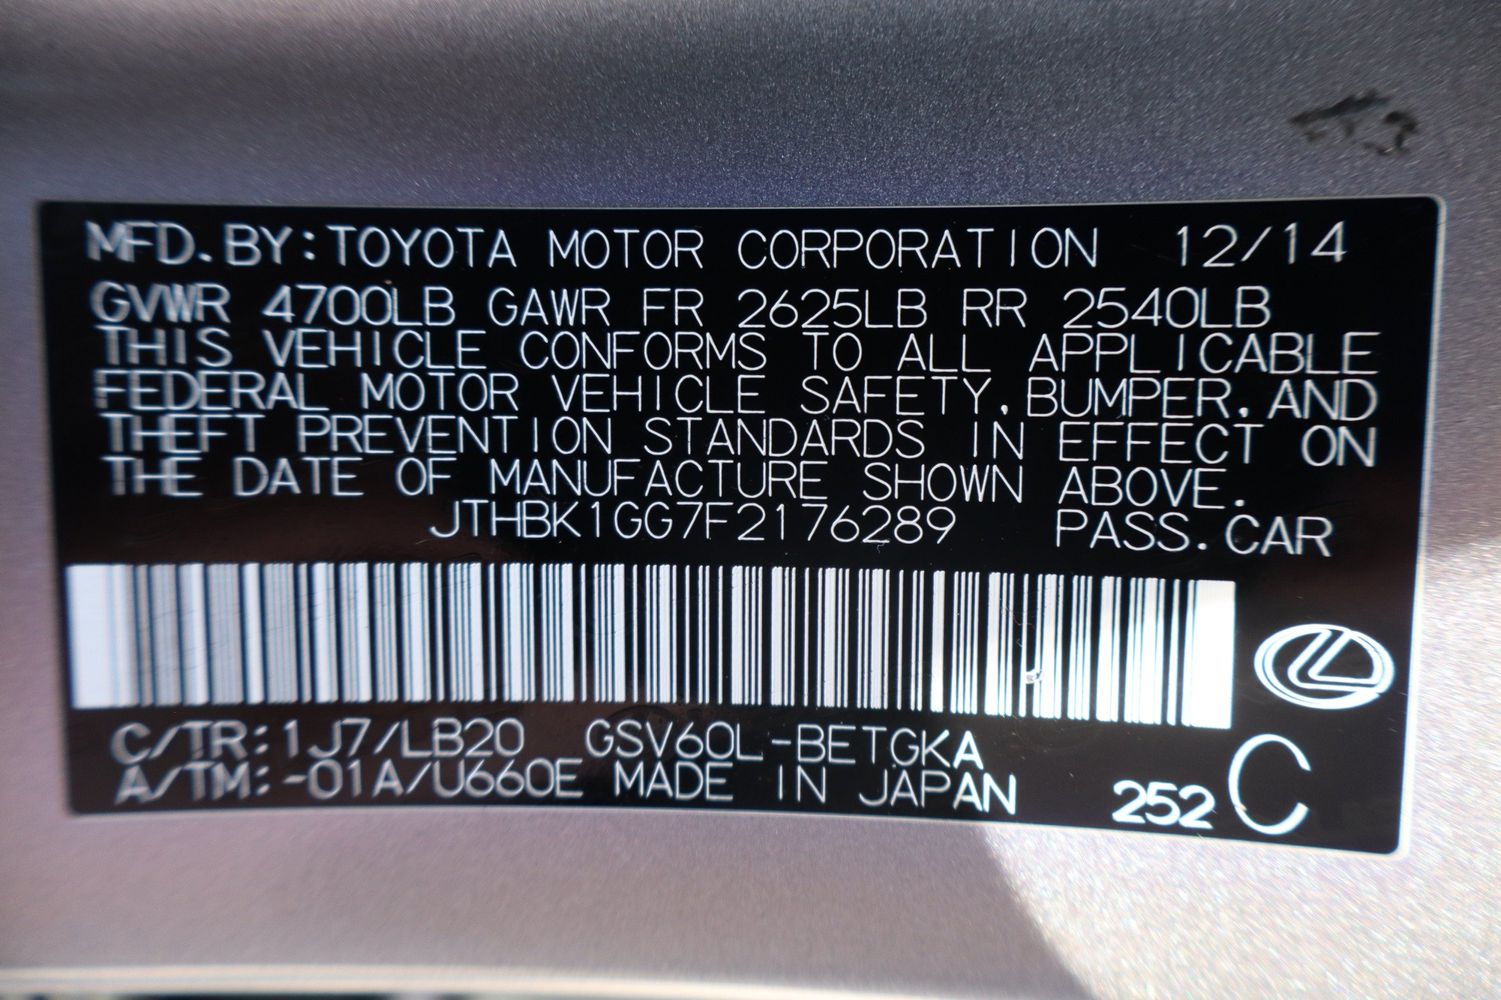 MFD. BY: TOYOTA MOTOR CORPORATION 12/14
GVWR 4700LB GAWR FR 2625LB RR 2540LB
THIS VEHICLE CONFORMS TO ALL APPLICABLE
FEDERAL MOTOR VEHICLE SAFETY, BUMPER, AND
THEFT PREVENTION STANDARDS IN EFFECT ON
THE DATE OF MANUFACTURE SHOWN ABOVE.
JTHBK1GG7F2176289 PASS. CAR
C/TR: 1J7/LB20 GSV60L-BETGKA
A/TM: -01A/U660E MADE IN JAPAN 252 C